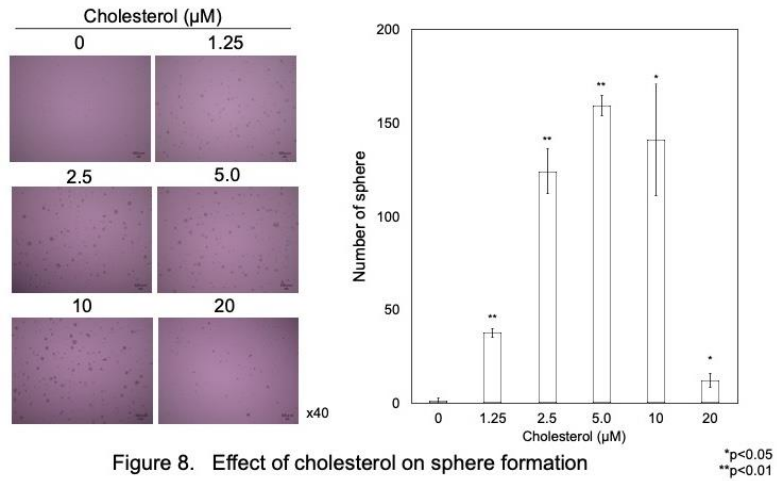 Cholesterol (µM)
0 1.25
2.5 5.0
10 20
x40
200
150
100
50
0
Number of sphere
**
**
**
*
*
0 1.25 2.5 5.0 10 20
Cholesterol (µM)
Figure 8. Effect of cholesterol on sphere formation
*p<0.05
**p<0.01